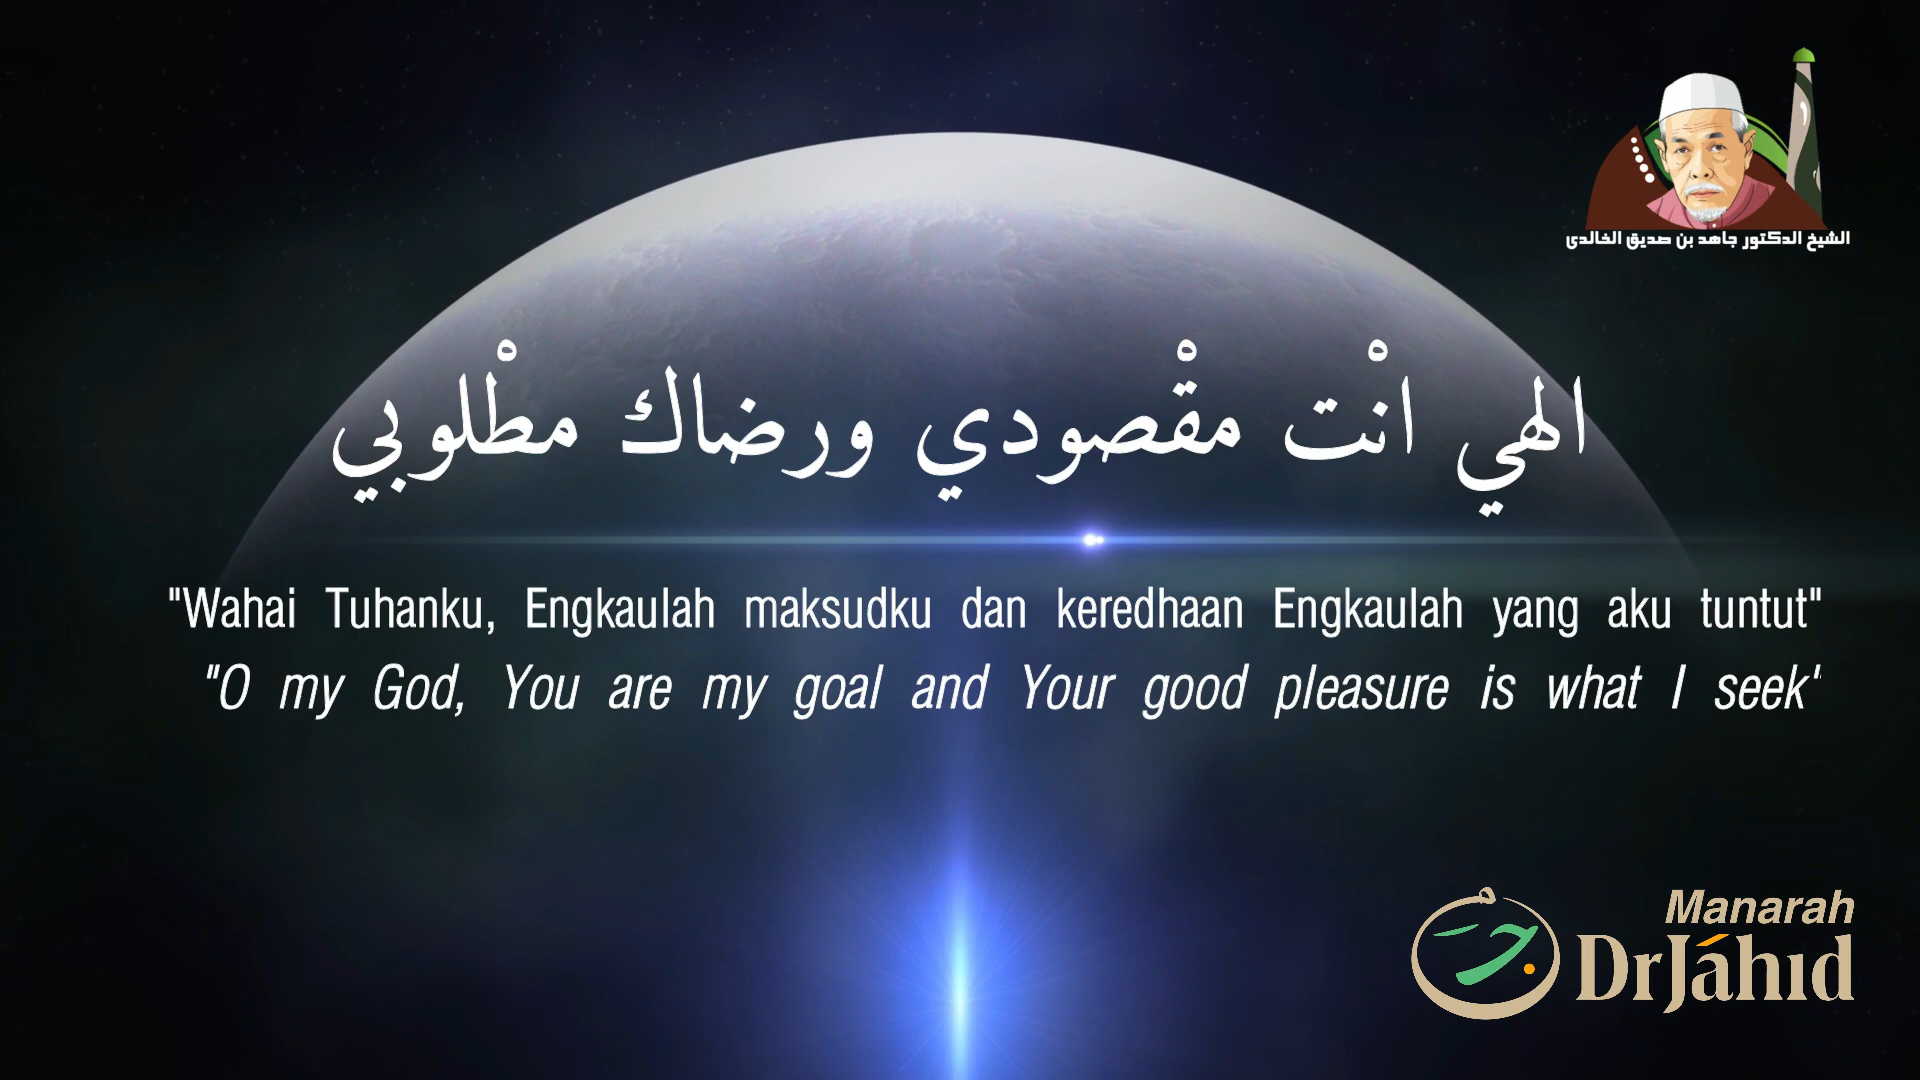 الشيخ الدكتور جاهد بن صديق الخالدي
الهي انْت مقْصودي ورضاك مطْلوبي
"Wahai Tuhanku, Engkaulah maksudku dan keredhaan Engkaulah yang aku tuntut"
"O my God, You are my goal and Your good pleasure is what I seek"
Manarah
DrJáhıd